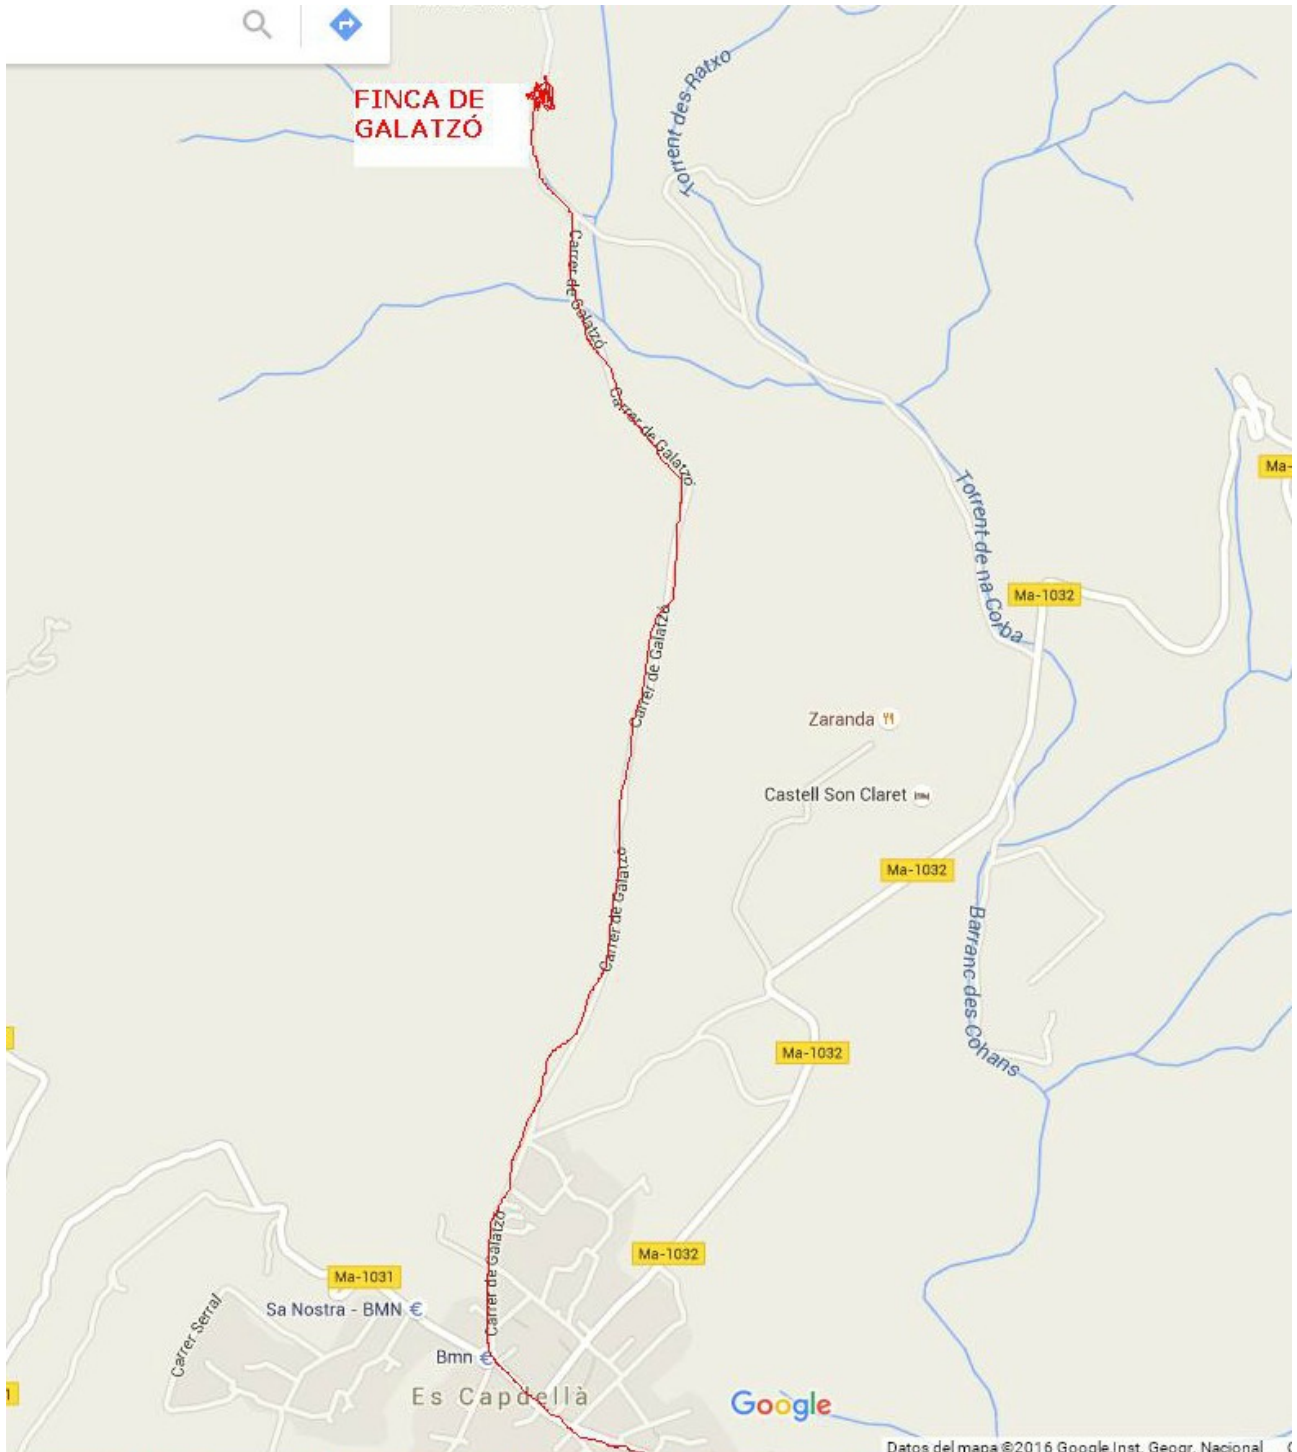 FINCA DE
GALATZÓ
Torrent des Ratxo
Carrer de Galatzó
Carrer de Galatzó
Ma-
Torrent de na Corba
Ma-1032
Carrer de Galatzó
Zaranda
Castell Son Claret
Carrer de Galatzó
Ma-1032
Barranc des Cohans
Ma-1032
Carrer de Galatzó
Ma-1032
Ma-1031
Sa Nostra - BMN €
Carrer Serral
Bmn €
Es Capdellà
1
Google
Datos del mapa ©2016 Google Inst. Geogr. Nacional